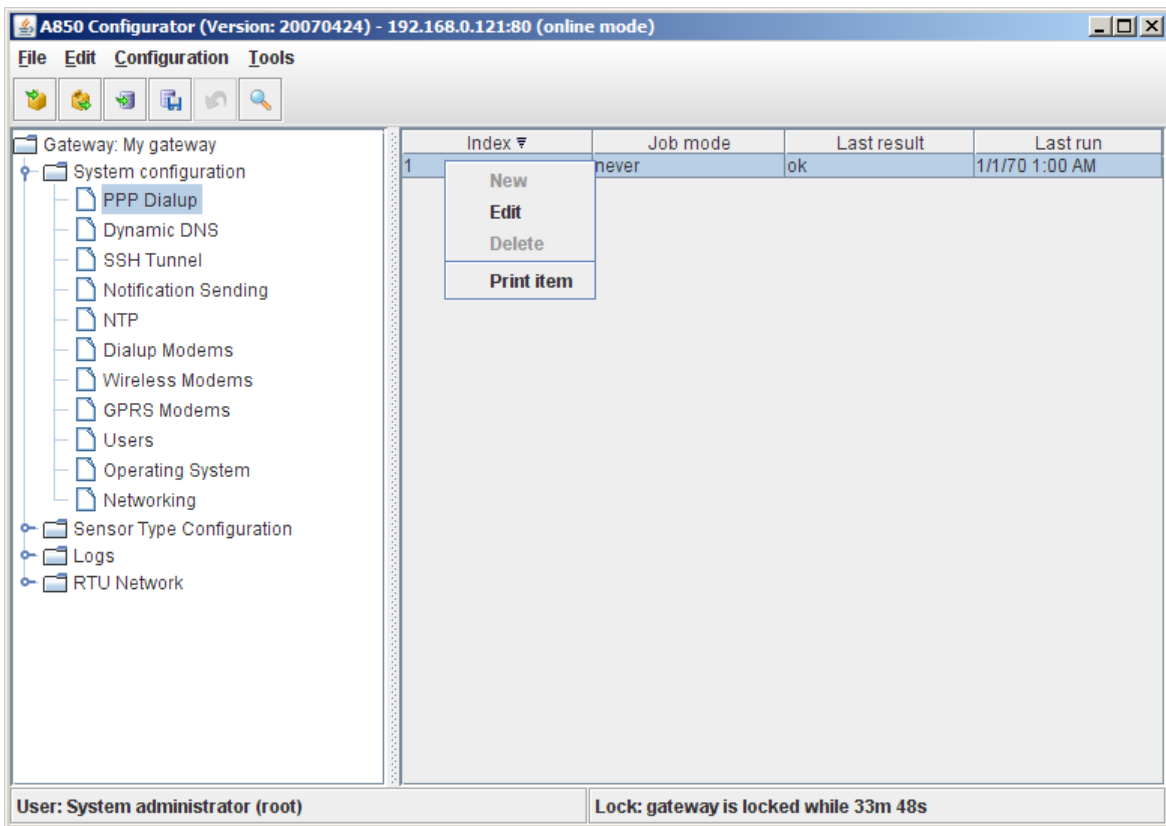 A850 Configurator (Version: 20070424) - 192.168.0.121:80 (online mode)
File Edit Configuration Tools
Gateway: My gateway
System configuration
PPP Dialup
Dynamic DNS
SSH Tunnel
Notification Sending
NTP
Dialup Modems
Wireless Modems
GPRS Modems
Users
Operating System
Networking
Sensor Type Configuration
Logs
RTU Network
Index Job mode Last result Last run
1 never ok 1/1/70 1:00 AM
New
Edit
Delete
Print item
User: System administrator (root)
Lock: gateway is locked while 33m 48s